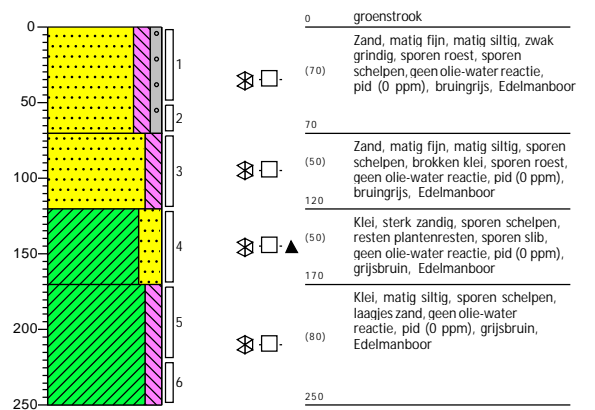 0
50
100
150
200
250
1
2
3
4
5
6
0 groenstrook
(70)
Zand, matig fijn, matig siltig, zwak
grindig, sporen roest, sporen
schelpen, geen olie-water reactie,
pid (0 ppm), bruingrijs, Edelmanboor
70
(50)
Zand, matig fijn, matig siltig, sporen
schelpen, brokken klei, sporen roest,
geen olie-water reactie, pid (0 ppm),
bruingrijs, Edelmanboor
120
(50)
Klei, sterk zandig, sporen schelpen,
resten plantenresten, sporen slib,
geen olie-water reactie, pid (0 ppm),
grijsbruin, Edelmanboor
170
(80)
Klei, matig siltig, sporen schelpen,
laagjes zand, geen olie-water
reactie, pid (0 ppm), grijsbruin,
Edelmanboor
250